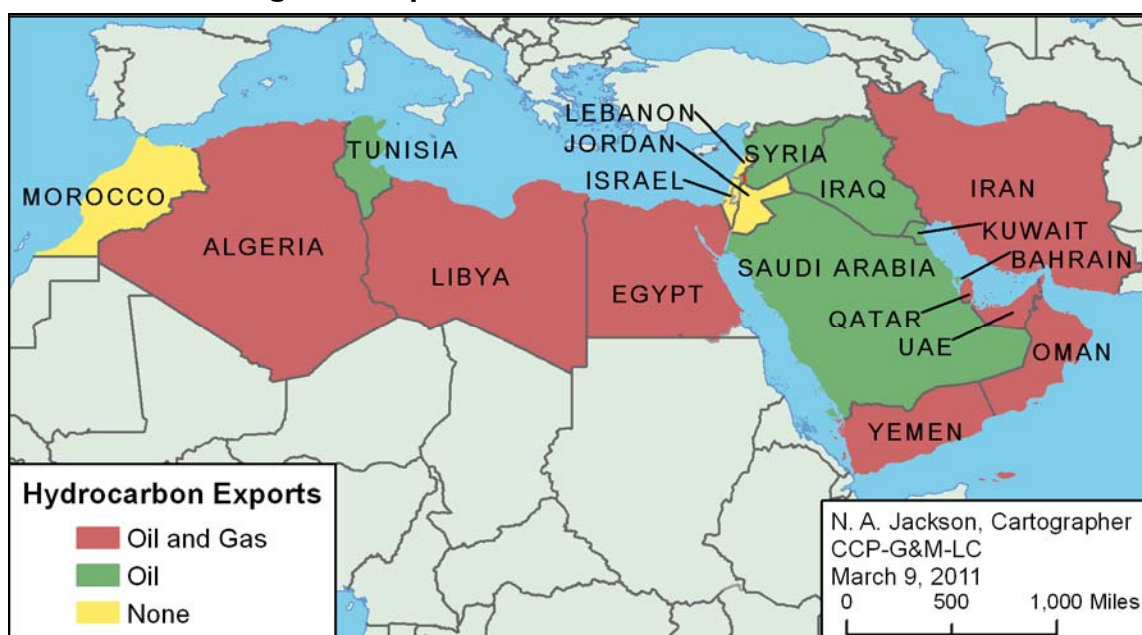 LEBANON
JORDAN
ISRAEL
SYRIA
TUNISIA
MOROCCO
ALGERIA
LIBYA
EGYPT
IRAQ
IRAN
KUWAIT
BAHRAIN
SAUDI ARABIA
QATAR
UAE
OMAN
YEMEN
Hydrocarbon Exports
Oil and Gas
Oil
None
N. A. Jackson, Cartographer
CCP-G&M-LC
March 9, 2011
0 500 1,000 Miles